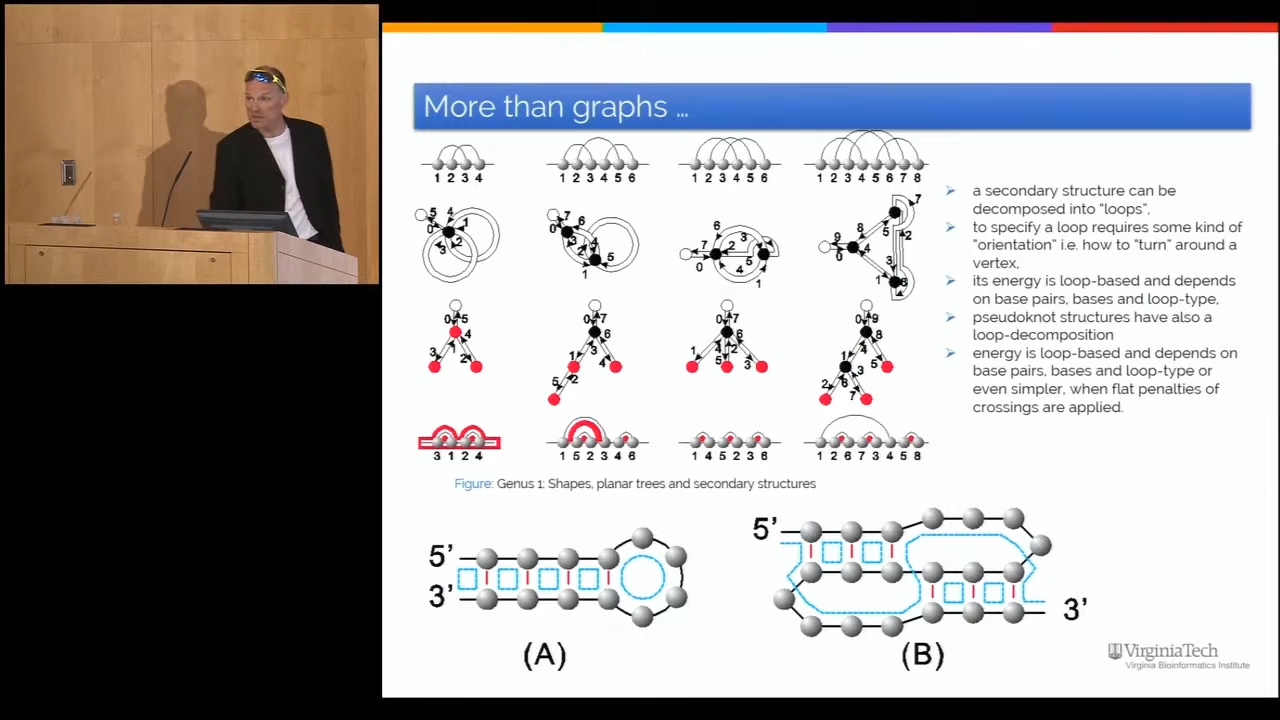 More than graphs ...
1 2 3 4
1 2 3 4 5 6
1 2 3 4 5 6
1 2 3 4 5 6 7 8
a secondary structure can be
decomposed into "loops",
to specify a loop requires some kind of
"orientation" i.e. how to "turn" around a
vertex,
its energy is loop-based and depends
on base pairs, bases and loop-type,
pseudoknot structures have also a
loop-decomposition
energy is loop-based and depends on
base pairs, bases and loop-type or
even simpler, when flat penalties of
crossings are applied.
3 1 2 4
1 5 2 3 4 6
1 4 5 2 3 6
1 2 6 7 3 4 5 8
Figure: Genus 1: Shapes, planar trees and secondary structures
5'
3'
(A)
5'
3'
(B)
VirginiaTech
Virginia Bioinformatics Institute